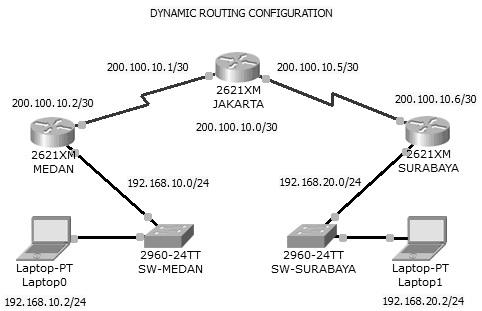 DYNAMIC ROUTING CONFIGURATION
200.100.10.1/30
200.100.10.5/30
2621XM
JAKARTA
200.100.10.2/30
200.100.10.6/30
200.100.10.0/30
2621XM
MEDAN
2621XM
SURABAYA
192.168.10.0/24
192.168.20.0/24
Laptop-PT
Laptop0
2960-24TT
SW-MEDAN
2960-24TT
SW-SURABAYA
Laptop-PT
Laptop1
192.168.10.2/24
192.168.20.2/24